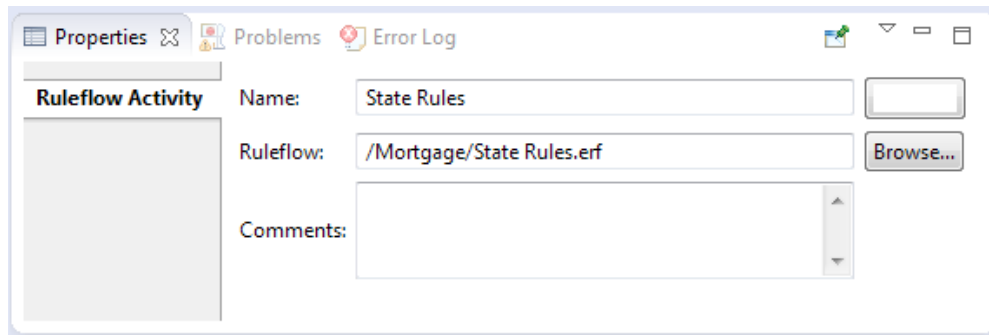 Properties Problems Error Log
Ruleflow Activity Name: State Rules
Ruleflow: /Mortgage/State Rules.erf Browse...
Comments: